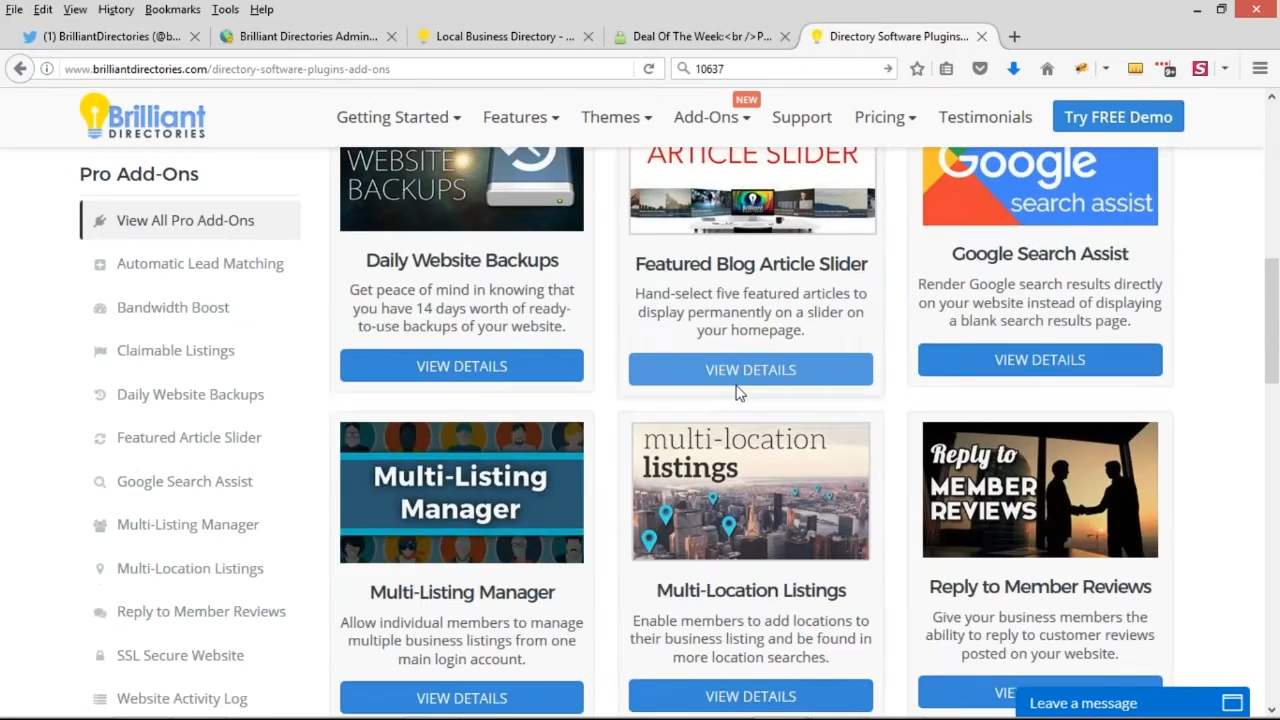 File Edit View History Bookmarks Tools Help
(1) BrilliantDirectories (@b...
Brilliant Directories Admin...
Local Business Directory - ...
Deal Of The Week:<br />P...
Directory Software Plugins...
www.brilliantdirectories.com/directory-software-plugins-add-ons
10637
Brilliant
DIRECTORIES
Getting Started
Features
Themes
Add-Ons
NEW
Support
Pricing
Testimonials
Try FREE Demo
Pro Add-Ons
View All Pro Add-Ons
Automatic Lead Matching
Bandwidth Boost
Claimable Listings
Daily Website Backups
Featured Article Slider
Google Search Assist
Multi-Listing Manager
Multi-Location Listings
Reply to Member Reviews
SSL Secure Website
Website Activity Log
WEBSITE
BACKUPS
Daily Website Backups
Get peace of mind in knowing that
you have 14 days worth of ready-
to-use backups of your website.
VIEW DETAILS
ARTICLE SLIDER
Featured Blog Article Slider
Hand-select five featured articles to
display permanently on a slider on
your homepage.
VIEW DETAILS
Google
search assist
Google Search Assist
Render Google search results directly
on your website instead of displaying
a blank search results page.
VIEW DETAILS
Multi-Listing
Manager
Multi-Listing Manager
Allow individual members to manage
multiple business listings from one
main login account.
VIEW DETAILS
multi-location
listings
Multi-Location Listings
Enable members to add locations to
their business listing and be found in
more location searches.
VIEW DETAILS
Reply to
MEMBER
REVIEWS
Reply to Member Reviews
Give your business members the
ability to reply to customer reviews
posted on your website.
Leave a message